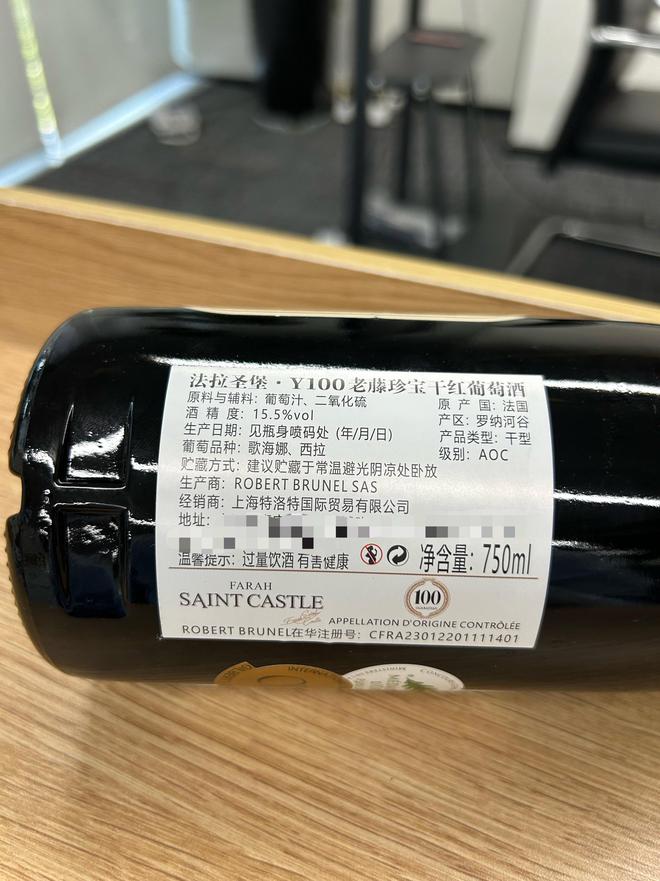 法拉圣堡·Y100老藤珍宝干红葡萄酒
原料与辅料: 葡萄汁、二氧化硫
原产国: 法国
酒精度: 15.5%vol
产区: 罗纳河谷
生产日期: 见瓶身喷码处 (年/月/日)
产品类型: 干型
葡萄品种: 歌海娜、西拉
级别: AOC
贮藏方式: 建议贮藏于常温避光阴凉处卧放
生产商: ROBERT BRUNEL SAS
经销商: 上海特洛特国际贸易有限公司
地址:
温馨提示: 过量饮酒 有害健康
净含量: 750ml
FARAH
SAINT CASTLE
100
APPELLATION D'ORIGINE CONTRÔLÉE
ROBERT BRUNEL在华注册号: CFRA23012201111401